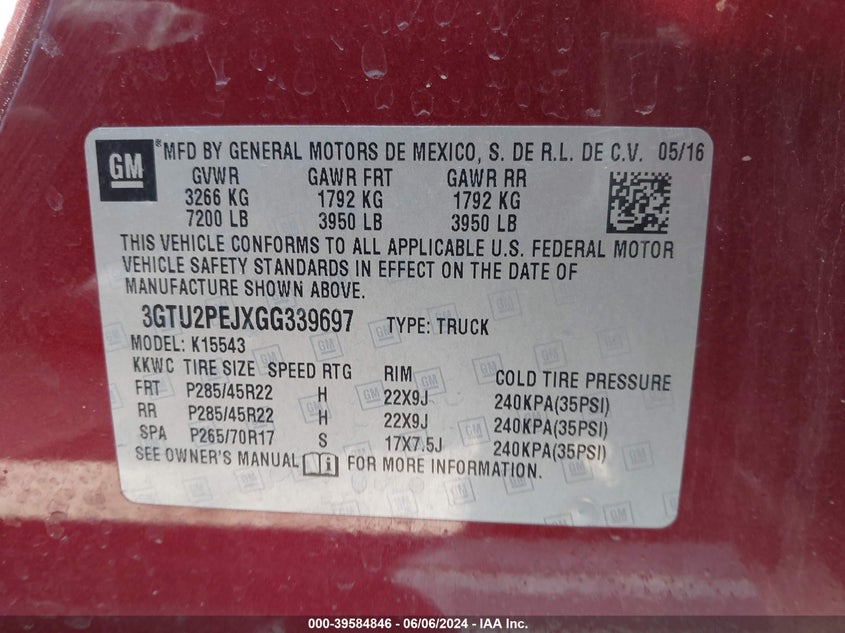 GM ® MFD BY GENERAL MOTORS DE MEXICO, S. DE R.L. DE C.V. 05/16
GVWR GAWR FRT GAWR RR
3266 KG 1792 KG 1792 KG
7200 LB 3950 LB 3950 LB
THIS VEHICLE CONFORMS TO ALL APPLICABLE U.S. FEDERAL MOTOR
VEHICLE SAFETY STANDARDS IN EFFECT ON THE DATE OF
MANUFACTURE SHOWN ABOVE.
3GTU2PEJXGG339697 TYPE: TRUCK
MODEL: K15543
KKWC TIRE SIZE SPEED RTG RIM COLD TIRE PRESSURE
FRT P285/45R22 H 22X9J 240KPA(35PSI)
RR P285/45R22 H 22X9J 240KPA(35PSI)
SPA P265/70R17 S 17X7.5J 240KPA(35PSI)
SEE OWNER'S MANUAL FOR MORE INFORMATION.
000-39584846 - 06/06/2024 - IAA Inc.